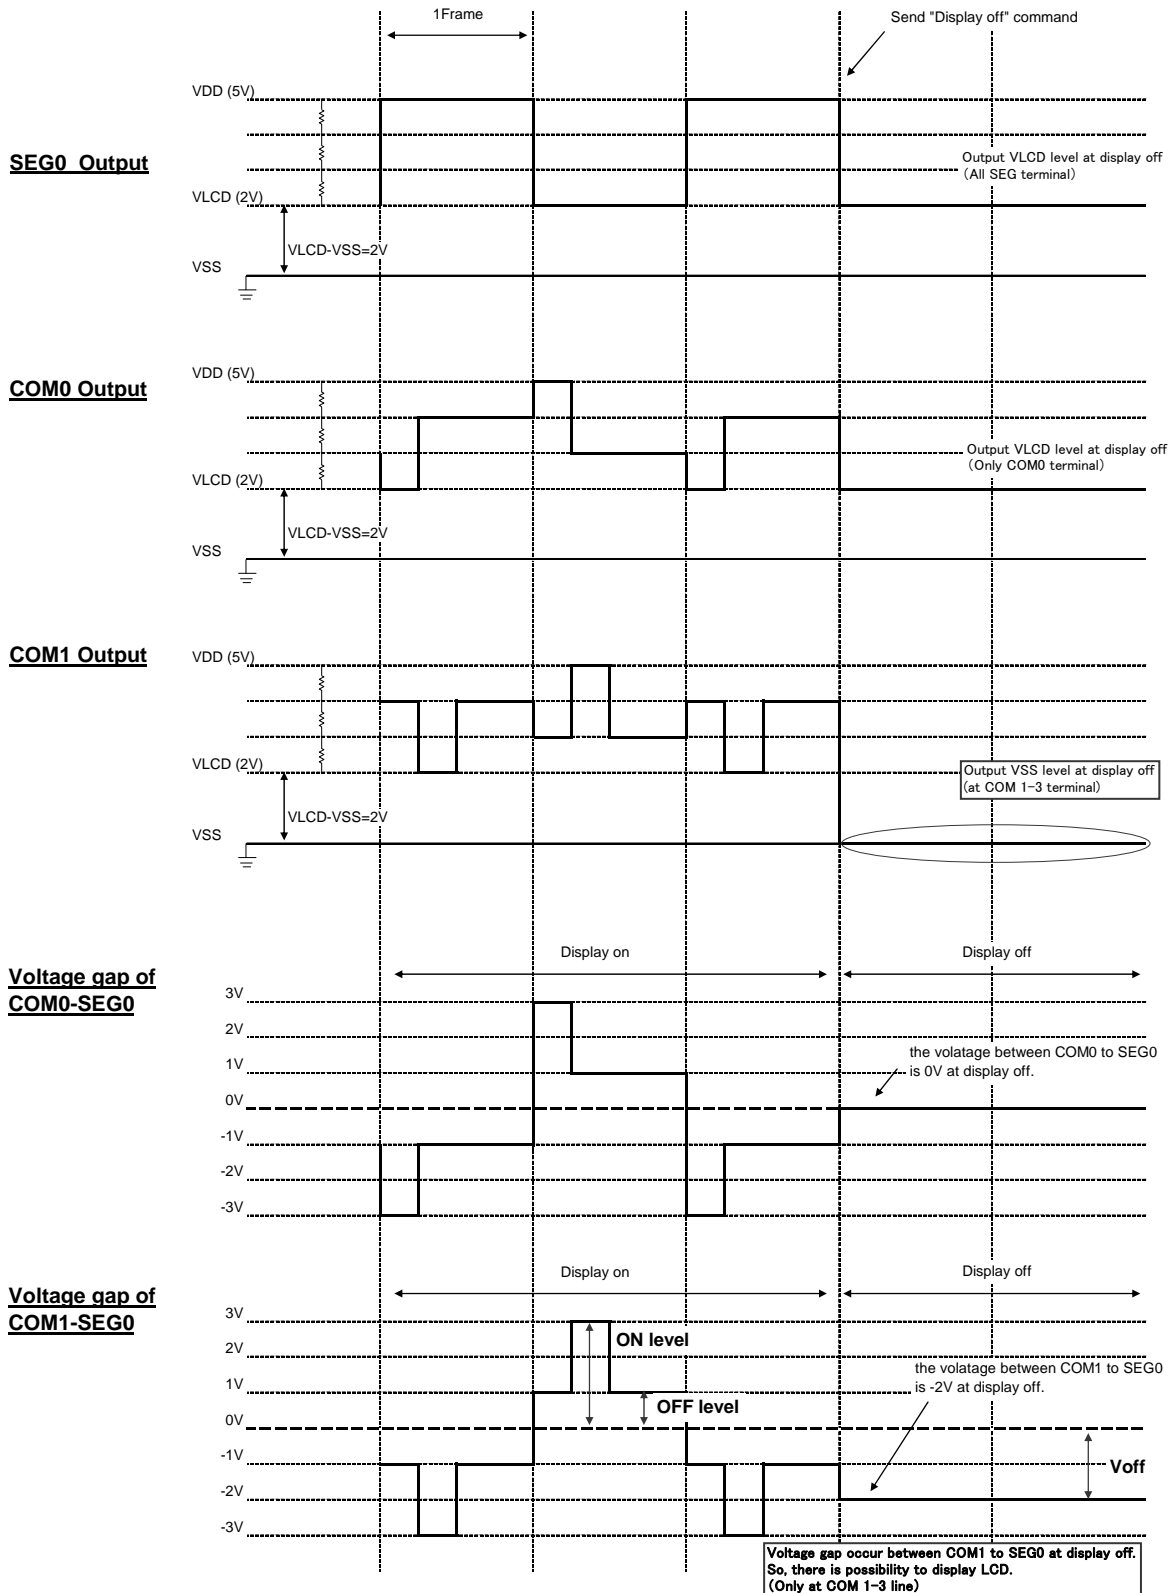 1Frame
Send "Display off" command
VDD (5V)
SEG0 Output
Output VLCD level at display off
(All SEG terminal)
VLCD (2V)
VLCD-VSS=2V
VSS
VDD (5V)
COM0 Output
Output VLCD level at display off
(Only COM0 terminal)
VLCD (2V)
VLCD-VSS=2V
VSS
COM1 Output
VDD (5V)
VLCD (2V)
Output VSS level at display off
(at COM 1-3 terminal)
VLCD-VSS=2V
VSS
Display on
Display off
Voltage gap of
COM0-SEG0
3V
2V
1V
the volatage between COM0 to SEG0
is 0V at display off.
0V
-1V
-2V
-3V
Display on
Display off
Voltage gap of
COM1-SEG0
3V
ON level
2V
the volatage between COM1 to SEG0
is -2V at display off.
1V
OFF level
0V
-1V
Voff
-2V
-3V
Voltage gap occur between COM1 to SEG0 at display off.
So, there is possibility to display LCD.
(Only at COM 1-3 line)